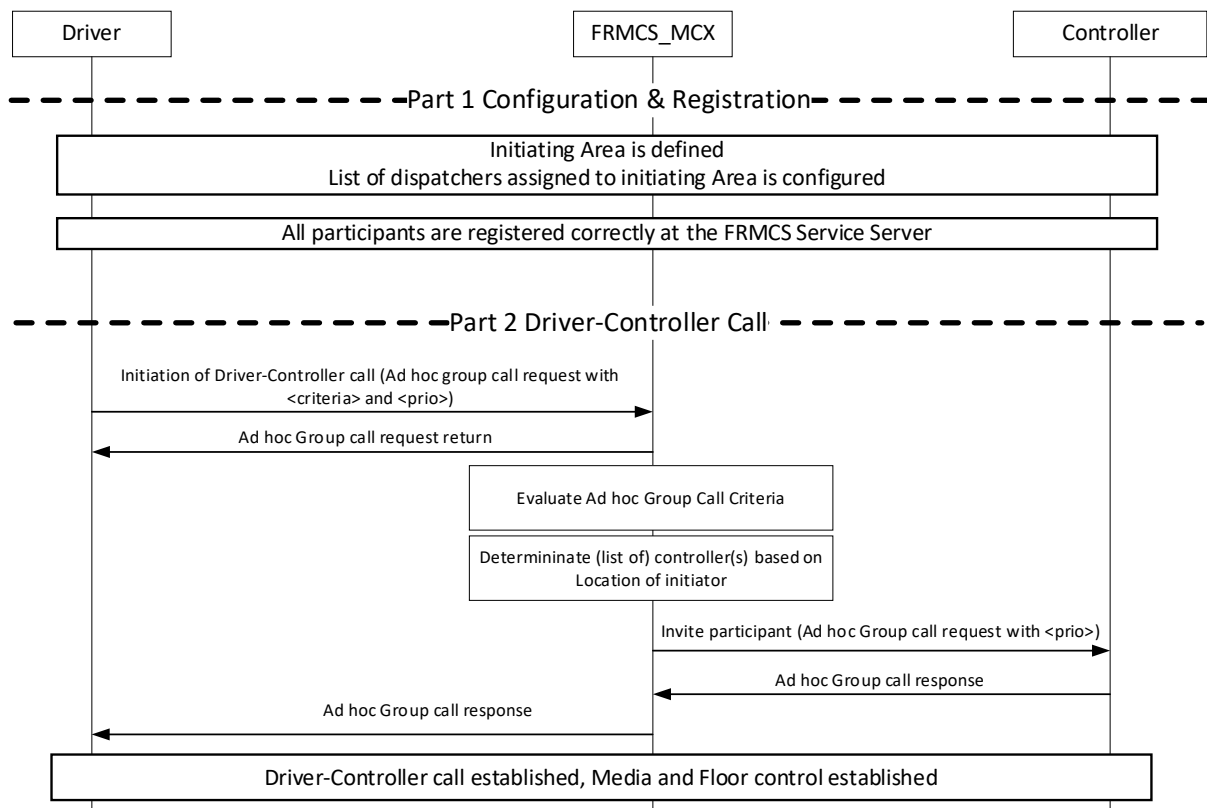 Driver
FRMCS_MCX
Controller
Part 1 Configuration & Registration
Initiating Area is defined
List of dispatchers assigned to initiating Area is configured
All participants are registered correctly at the FRMCS Service Server
Part 2 Driver-Controller Call
Initiation of Driver-Controller call (Ad hoc group call request with
<criteria> and <prio>)
Ad hoc Group call request return
Evaluate Ad hoc Group Call Criteria
Determininate (list of) controller(s) based on
Location of initiator
Invite participant (Ad hoc Group call request with <prio>)
Ad hoc Group call response
Ad hoc Group call response
Driver-Controller call established, Media and Floor control established